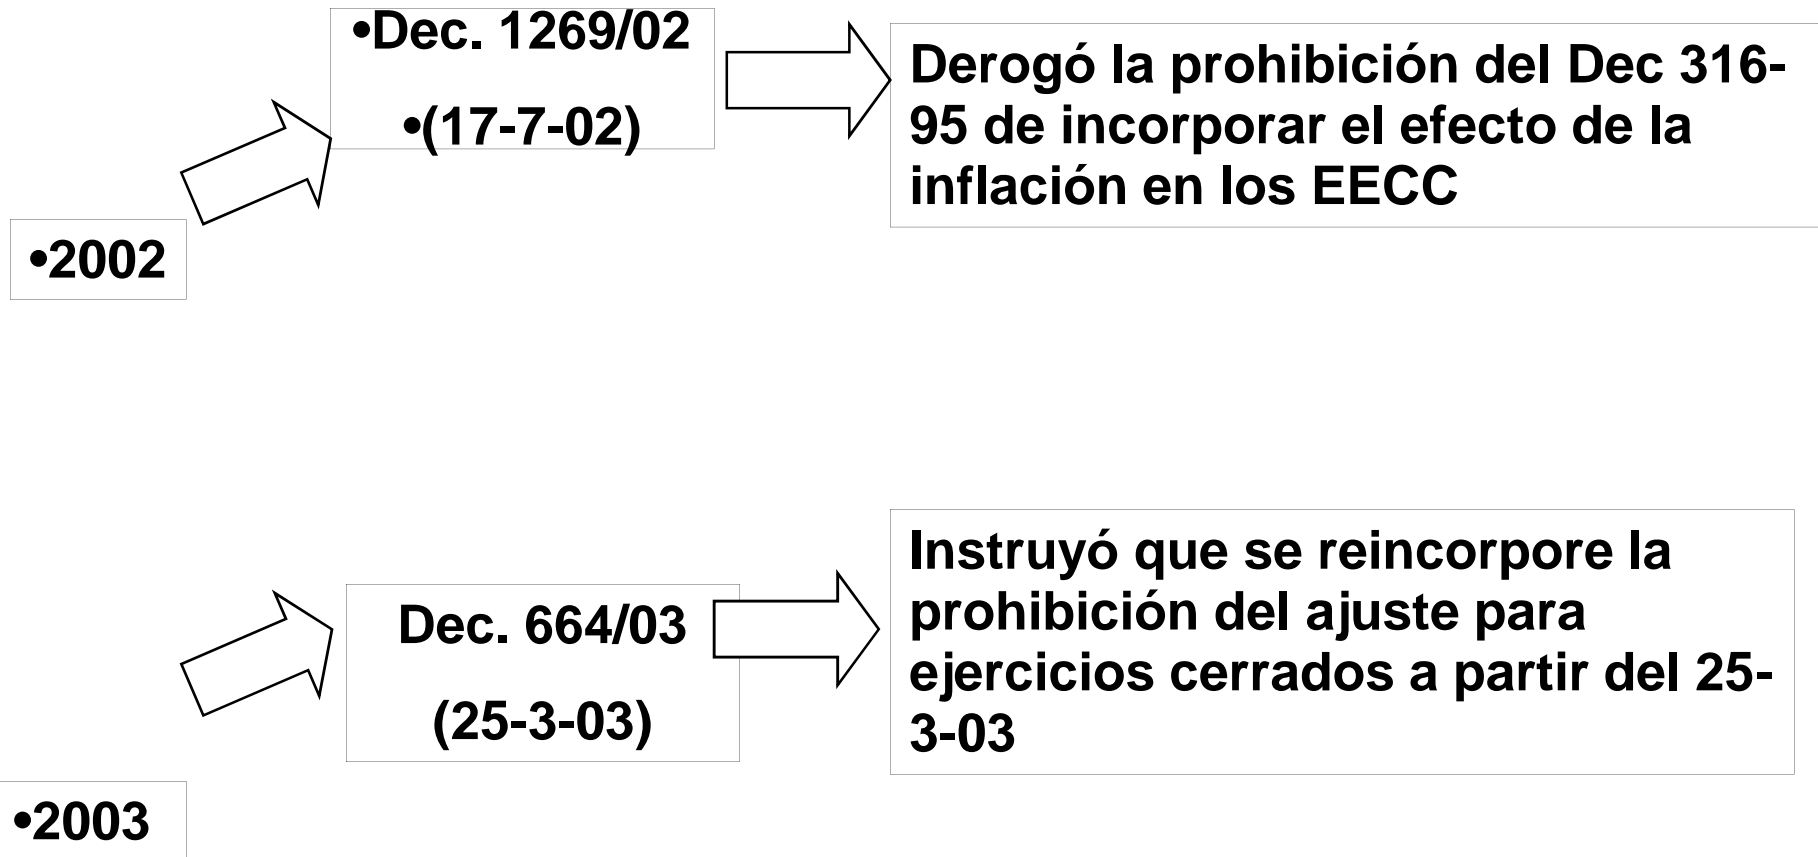 •2002
•Dec. 1269/02
•(17-7-02)
Derogó la prohibición del Dec 316-
95 de incorporar el efecto de la
inflación en los EECC
•2003
Dec. 664/03
(25-3-03)
Instruyó que se reincorpore la
prohibición del ajuste para
ejercicios cerrados a partir del 25-
3-03